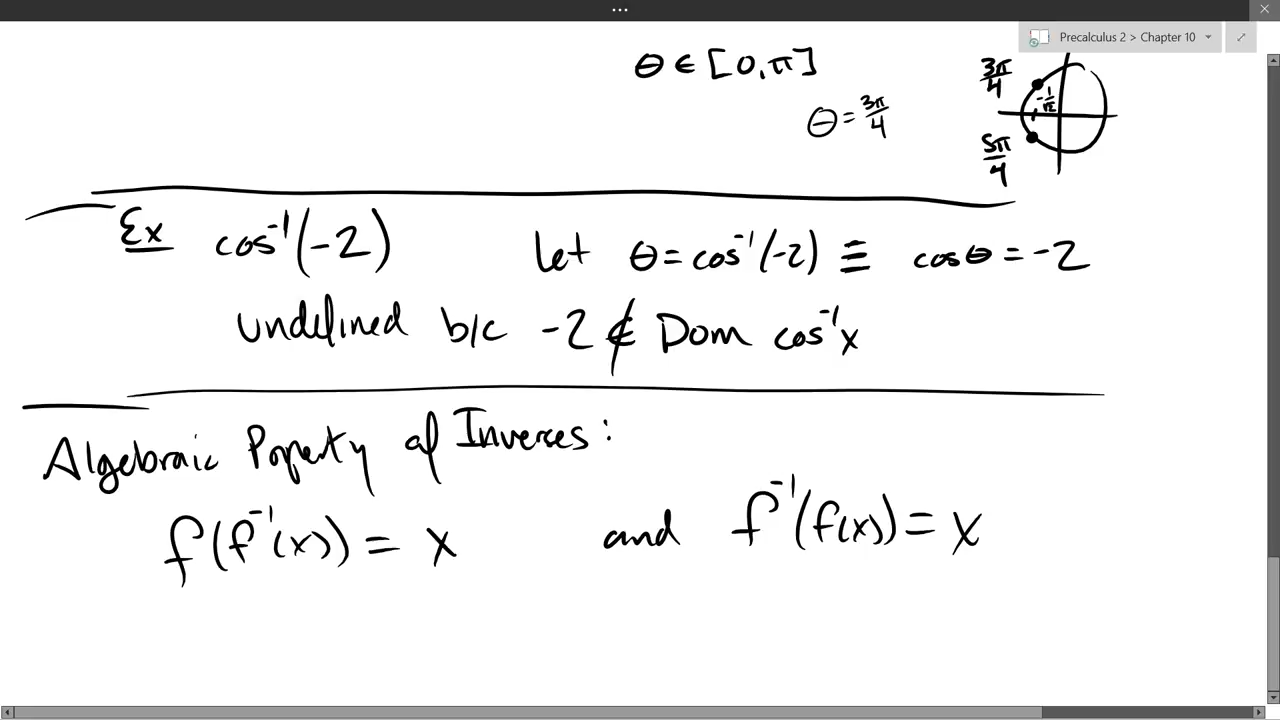 ...
Precalculus 2 > Chapter 10
θ ∈ [0, π]
θ = 3π/4
3π/4
-1/√2
5π/4
Ex cos⁻¹(-2) Let θ = cos⁻¹(-2) ≡ cosθ = -2
undefined b/c -2 ∉ Dom cos⁻¹x
Algebraic Property of Inverses:
f(f⁻¹(x)) = x and f⁻¹(f(x)) = x